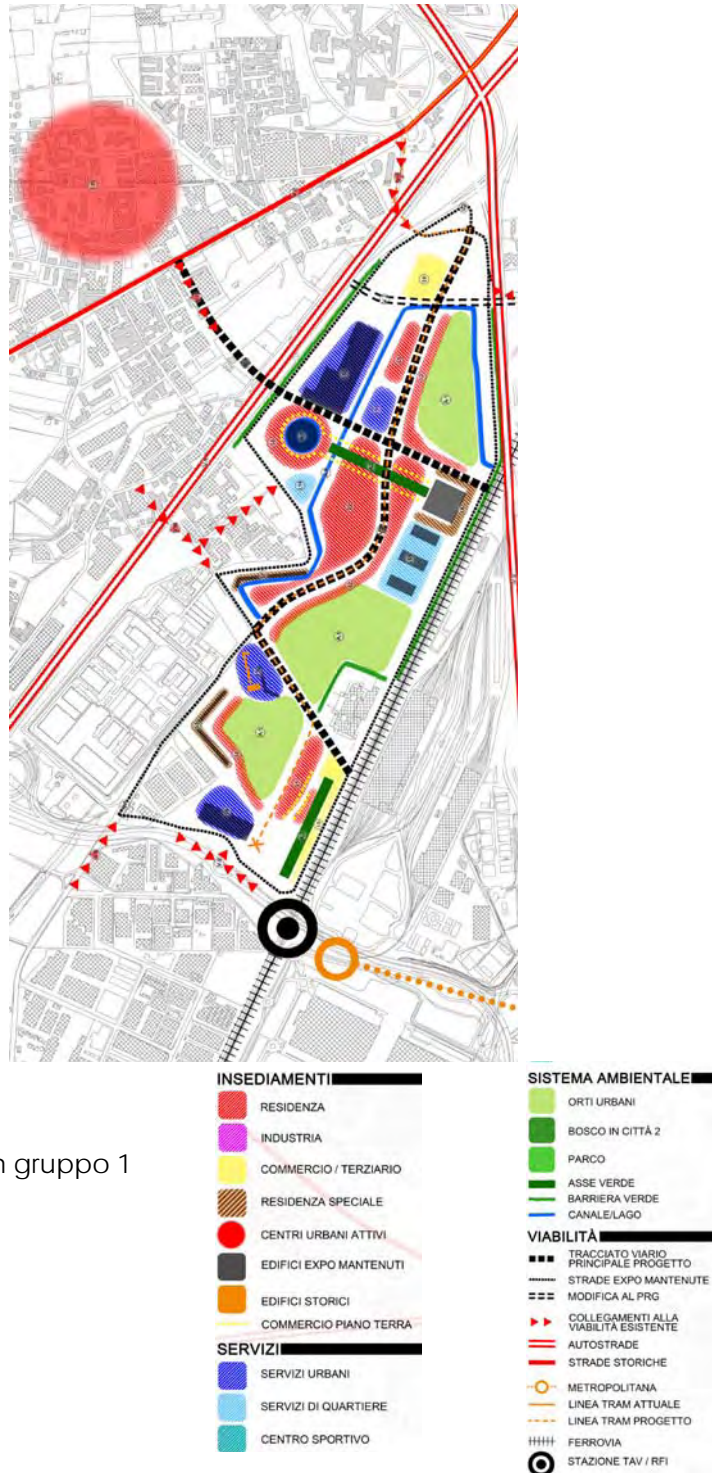 n gruppo 1
INSEDIAMENTI
RESIDENZA
INDUSTRIA
COMMERCIO / TERZIARIO
RESIDENZA SPECIALE
CENTRI URBANI ATTIVI
EDIFICI EXPO MANTENUTI
EDIFICI STORICI
COMMERCIO PIANO TERRA
SERVIZI
SERVIZI URBANI
SERVIZI DI QUARTIERE
CENTRO SPORTIVO
SISTEMA AMBIENTALE
ORTI URBANI
BOSCO IN CITTÀ 2
PARCO
ASSE VERDE
BARRIERA VERDE
CANALE/LAGO
VIABILITÀ
TRACCIATO VIARIO
PRINCIPALE PROGETTO
STRADE EXPO MANTENUTE
MODIFICA AL PRG
COLLEGAMENTI ALLA
VIABILITÀ ESISTENTE
AUTOSTRADE
STRADE STORICHE
METROPOLITANA
LINEA TRAM ATTUALE
LINEA TRAM PROGETTO
FERROVIA
STAZIONE TAV / RFI